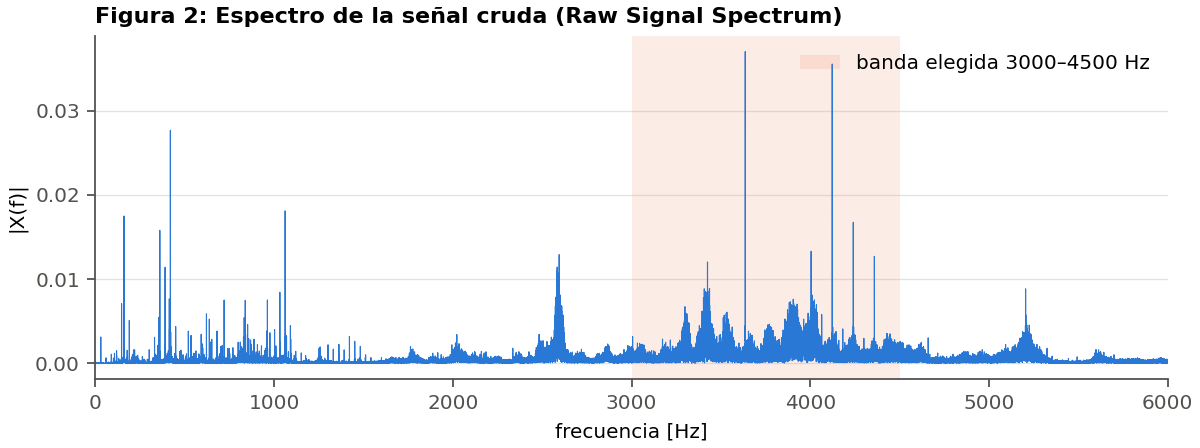 Figura 2: Espectro de la señal cruda (Raw Signal Spectrum)
banda elegida 3000–4500 Hz
|X(f)|
0.03
0.02
0.01
0.00
0 1000 2000 3000 4000 5000 6000
frecuencia [Hz]